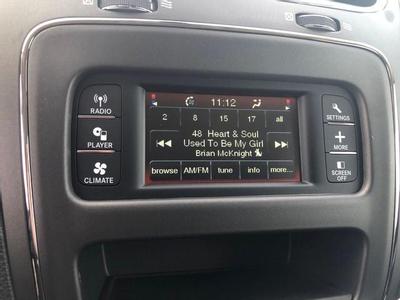 RADIO
PLAYER
CLIMATE
11:12
2 8 15 17 all
48 Heart & Soul
Used To Be My Girl
Brian McKnight
browse AM/FM tune info more...
SETTINGS
MORE
SCREEN
OFF